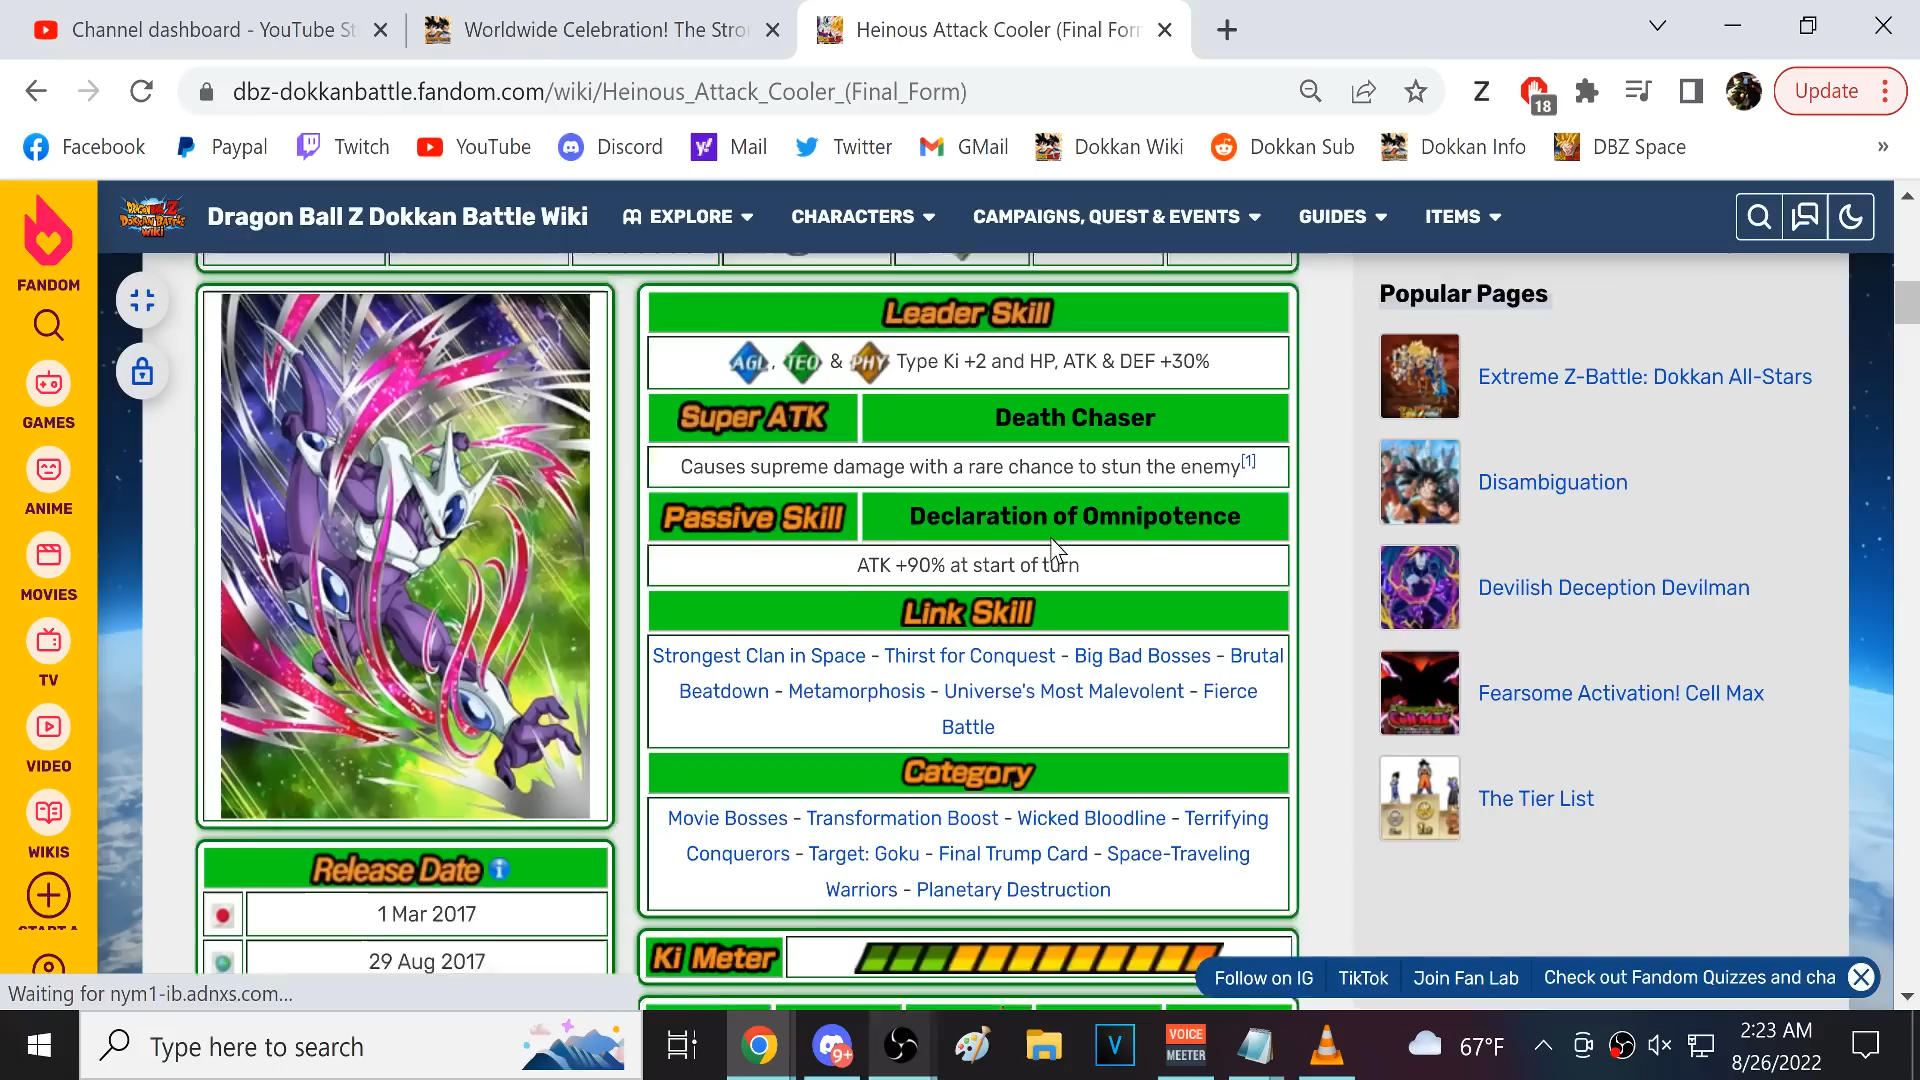 Channel dashboard - YouTube St
Worldwide Celebration! The Stro
Heinous Attack Cooler (Final For
dbz-dokkanbattle.fandom.com/wiki/Heinous_Attack_Cooler_(Final_Form)
Z
18
Update
Facebook
Paypal
Twitch
YouTube
Discord
y!
Mail
Twitter
GMail
Dokkan Wiki
Dokkan Sub
Dokkan Info
DBZ Space
»
Dragon Ball Z Dokkan Battle Wiki
EXPLORE
CHARACTERS
CAMPAIGNS, QUEST & EVENTS
GUIDES
ITEMS
FANDOM
GAMES
ANIME
MOVIES
TV
VIDEO
WIKIS
START A
Leader Skill
AGL, TEQ & PHY Type Ki +2 and HP, ATK & DEF +30%
Super ATK
Death Chaser
Causes supreme damage with a rare chance to stun the enemy[1]
Passive Skill
Declaration of Omnipotence
ATK +90% at start of turn
Link Skill
Strongest Clan in Space - Thirst for Conquest - Big Bad Bosses - Brutal
Beatdown - Metamorphosis - Universe's Most Malevolent - Fierce
Battle
Category
Movie Bosses - Transformation Boost - Wicked Bloodline - Terrifying
Conquerors - Target: Goku - Final Trump Card - Space-Traveling
Warriors - Planetary Destruction
Ki Meter
Release Date
1 Mar 2017
29 Aug 2017
Popular Pages
Extreme Z-Battle: Dokkan All-Stars
Disambiguation
Devilish Deception Devilman
Fearsome Activation! Cell Max
The Tier List
Follow on IG
TikTok
Join Fan Lab
Check out Fandom Quizzes and cha
Waiting for nym1-ib.adnxs.com...
Type here to search
9+
V
VOICE
MEETER
67°F
2:23 AM
8/26/2022